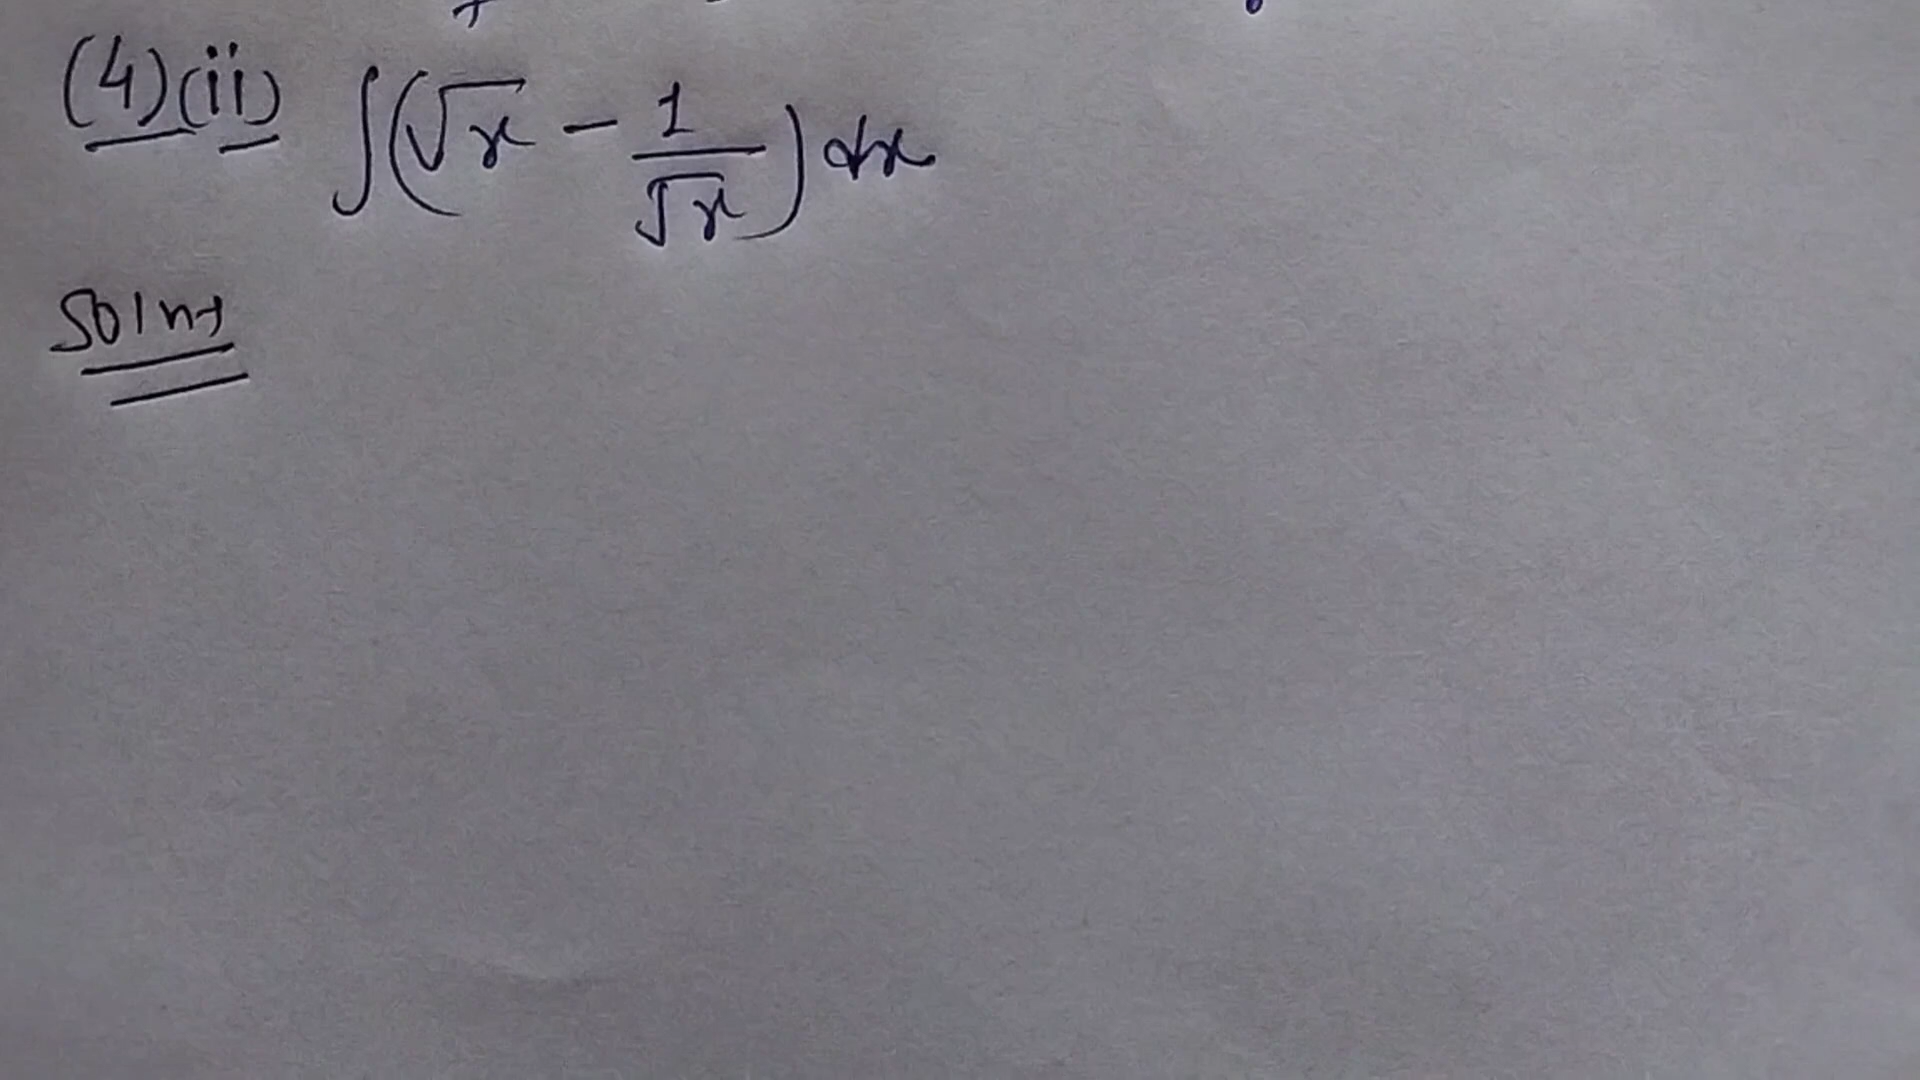 (4)(ii) ∫(√x - 1/√x) dx
Soln